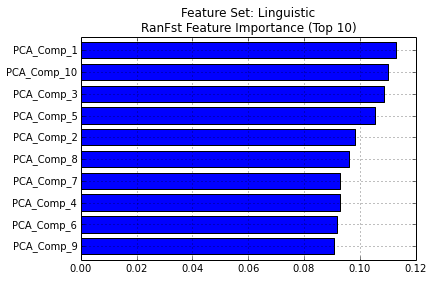 Feature Set: Linguistic
RanFst Feature Importance (Top 10)
PCA_Comp_1
PCA_Comp_10
PCA_Comp_3
PCA_Comp_5
PCA_Comp_2
PCA_Comp_8
PCA_Comp_7
PCA_Comp_4
PCA_Comp_6
PCA_Comp_9
0.00 0.02 0.04 0.06 0.08 0.10 0.12